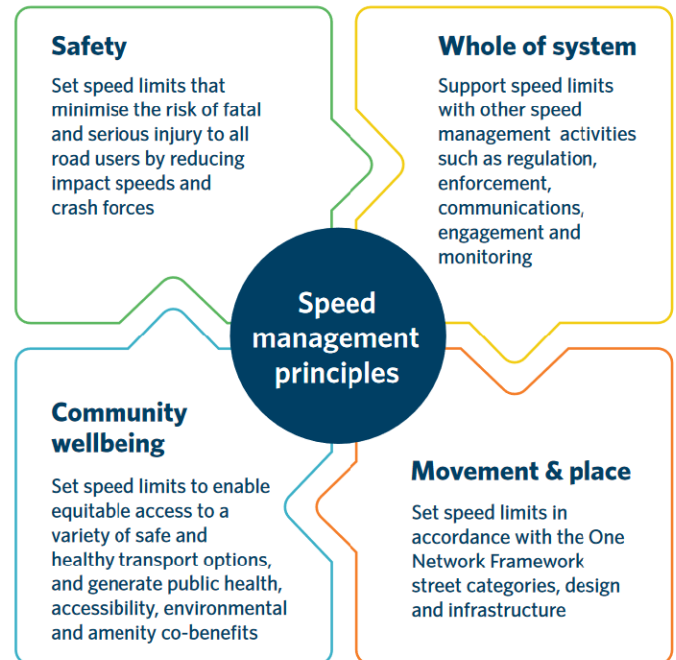 Safety
Set speed limits that
minimise the risk of fatal
and serious injury to all
road users by reducing
impact speeds and
crash forces
Whole of system
Support speed limits
with other speed
management activities
such as regulation,
enforcement,
communications,
engagement and
monitoring
Speed
management
principles
Community
wellbeing
Set speed limits to enable
equitable access to a
variety of safe and
healthy transport options,
and generate public health,
accessibility, environmental
and amenity co-benefits
Movement & place
Set speed limits in
accordance with the One
Network Framework
street categories, design
and infrastructure